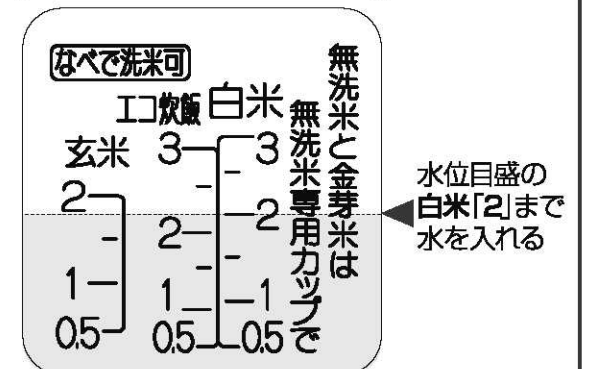 なべで洗米可
無洗米と金芽米は
無洗米専用カップで
エコ炊飯
白米
玄米
3
3
2
2
2
1
1
1
0.5
0.5
0.5
水位目盛の
白米「2」まで
水を入れる